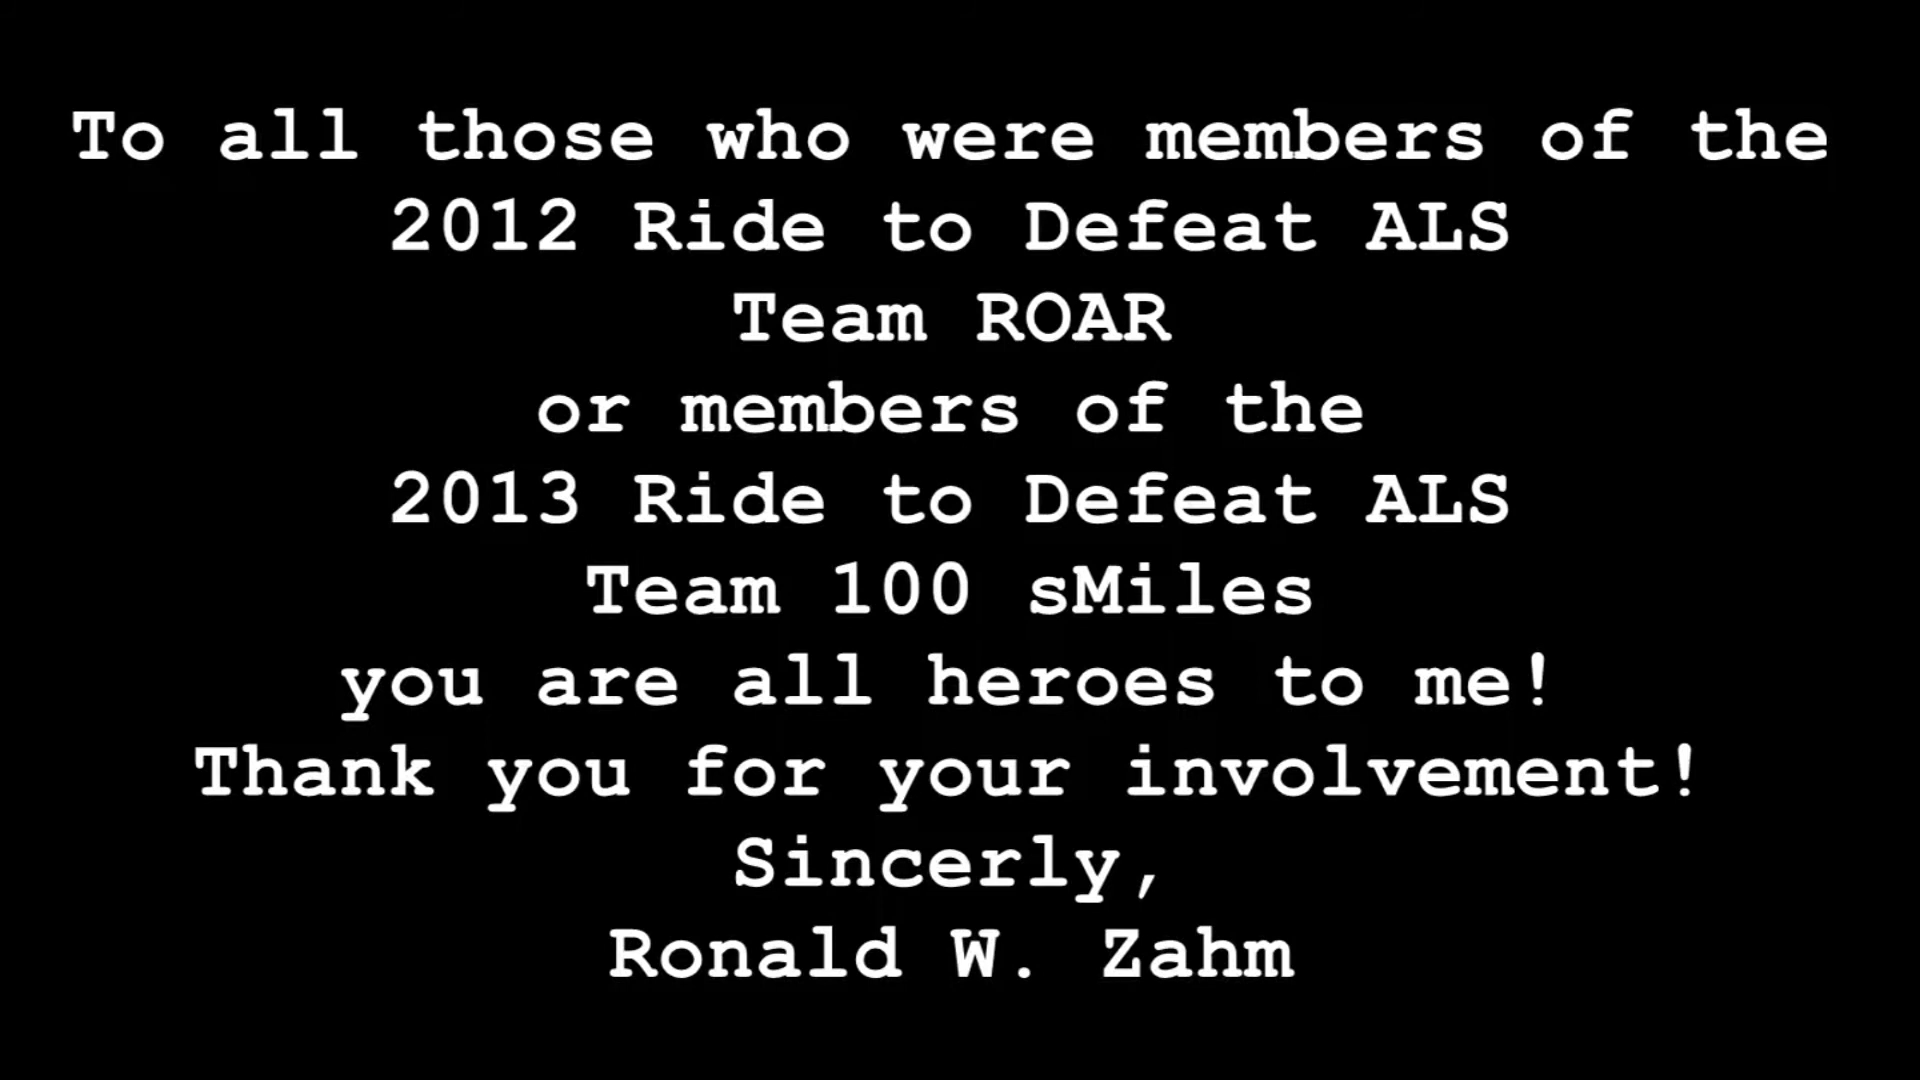 To all those who were members of the
2012 Ride to Defeat ALS
Team ROAR
or members of the
2013 Ride to Defeat ALS
Team 100 sMiles
you are all heroes to me!
Thank you for your involvement!
Sincerly,
Ronald W. Zahm